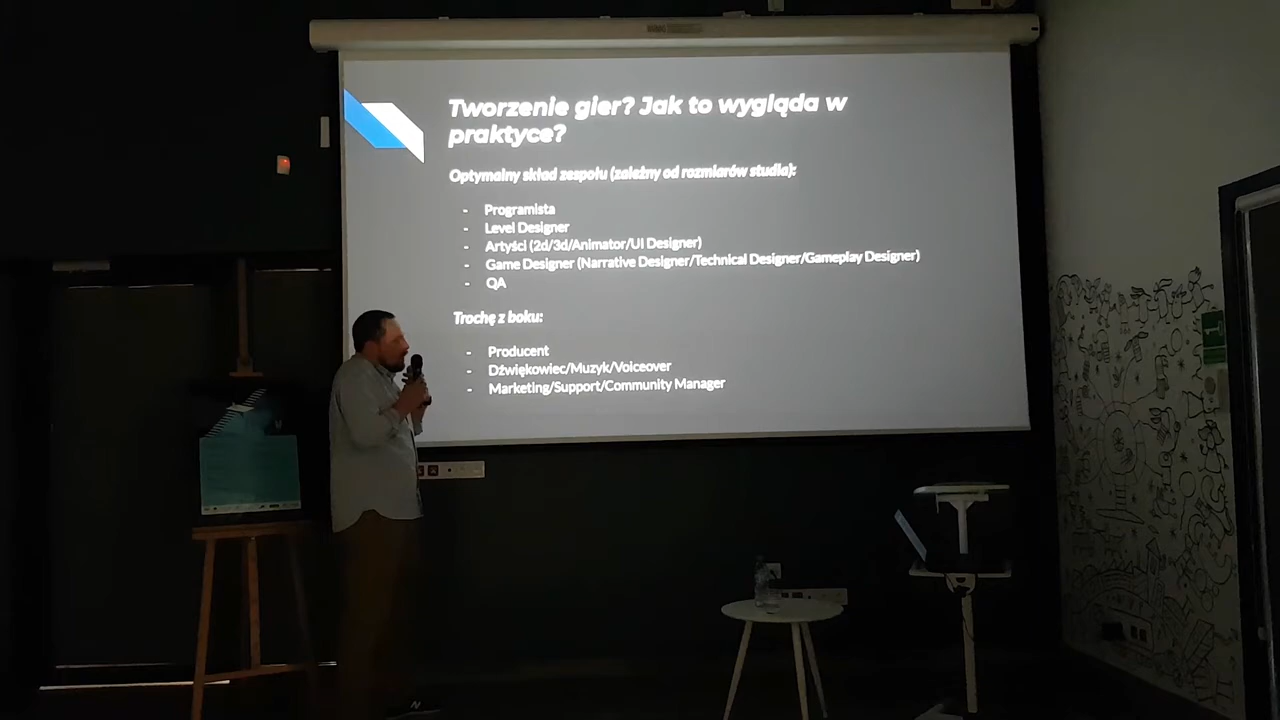 Tworzenie gier? Jak to wygląda w
praktyce?
Optymalny skład zespołu (zależny od rozmiarów studia):
- Programista
- Level Designer
- Artyści (2d/3d/Animator/UI Designer)
- Game Designer (Narrative Designer/Technical Designer/Gameplay Designer)
- QA
Trochę z boku:
- Producent
- Dźwiękowiec/Muzyk/Voiceover
- Marketing/Support/Community Manager